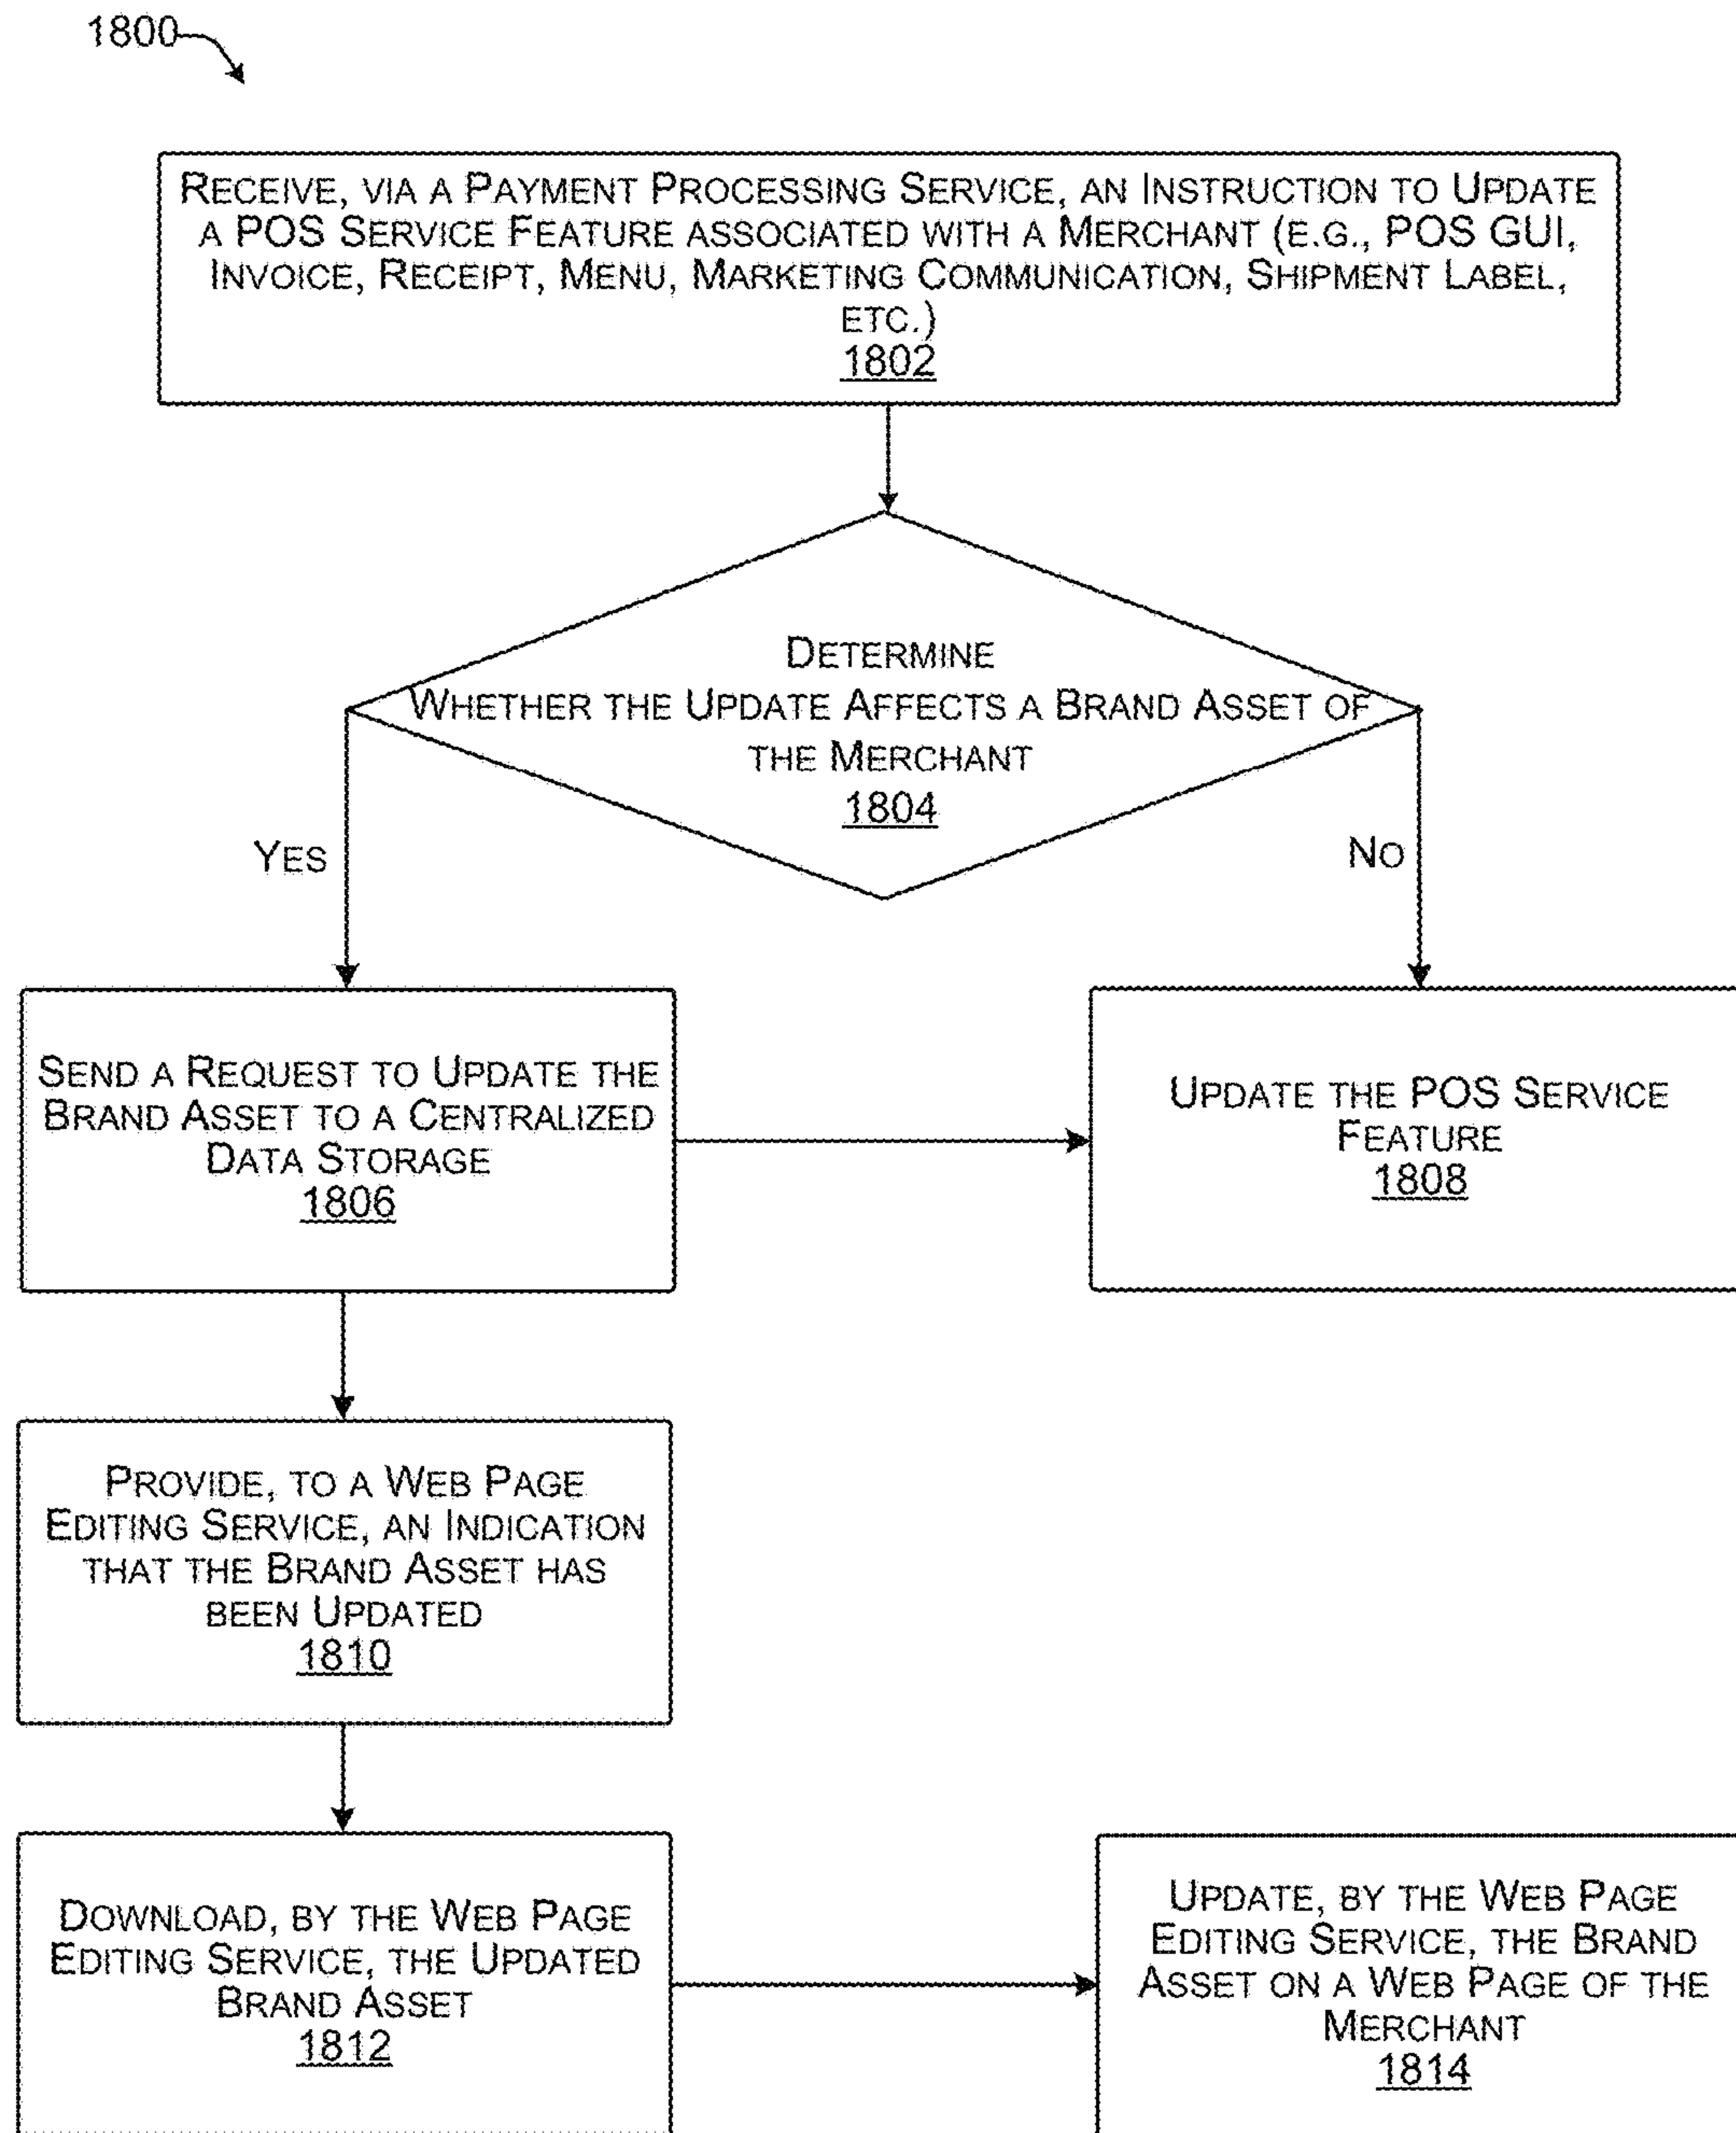 1800
RECEIVE, VIA A PAYMENT PROCESSING SERVICE, AN INSTRUCTION TO UPDATE
A POS SERVICE FEATURE ASSOCIATED WITH A MERCHANT (E.G., POS GUI,
INVOICE, RECEIPT, MENU, MARKETING COMMUNICATION, SHIPMENT LABEL,
ETC.)
1802
DETERMINE
WHETHER THE UPDATE AFFECTS A BRAND ASSET OF
THE MERCHANT
1804
YES
NO
SEND A REQUEST TO UPDATE THE
BRAND ASSET TO A CENTRALIZED
DATA STORAGE
1806
UPDATE THE POS SERVICE
FEATURE
1808
PROVIDE, TO A WEB PAGE
EDITING SERVICE, AN INDICATION
THAT THE BRAND ASSET HAS
BEEN UPDATED
1810
DOWNLOAD, BY THE WEB PAGE
EDITING SERVICE, THE UPDATED
BRAND ASSET
1812
UPDATE, BY THE WEB PAGE
EDITING SERVICE, THE BRAND
ASSET ON A WEB PAGE OF THE
MERCHANT
1814